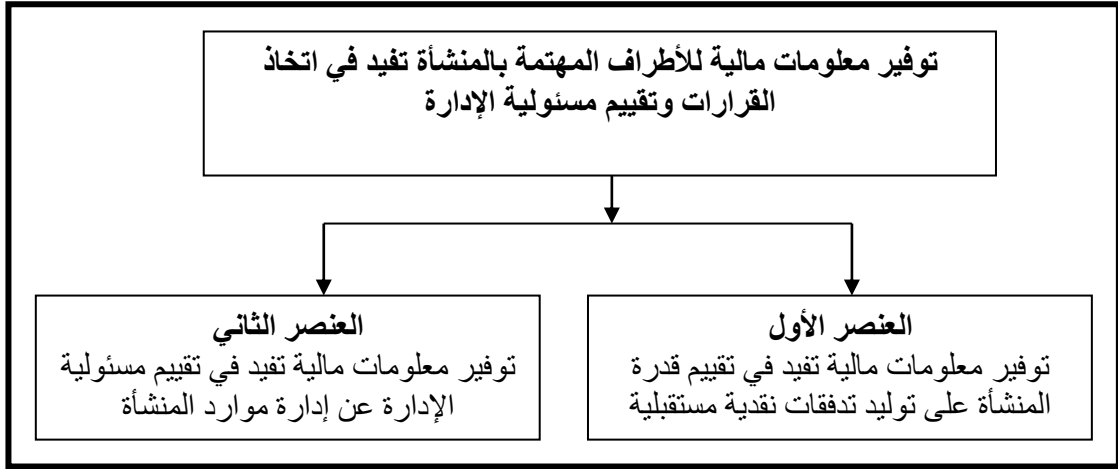 توفير معلومات مالية للأطراف المهتمة بالمنشأة تفيد في اتخاذ
القرارات وتقييم مسئولية الإدارة
العنصر الأول
توفير معلومات مالية تفيد في تقييم قدرة
المنشأة على توليد تدفقات نقدية مستقبلية
العنصر الثاني
توفير معلومات مالية تفيد في تقييم مسئولية
الإدارة عن إدارة موارد المنشأة